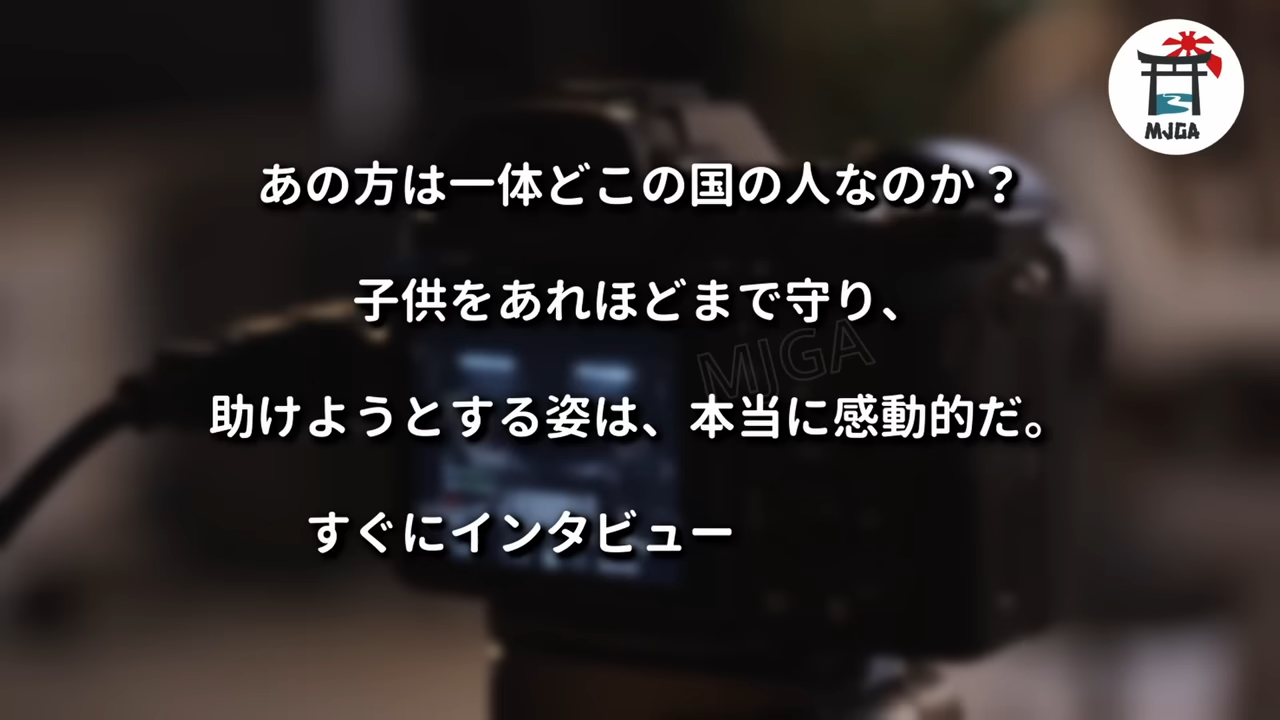 MJGA
あの方は一体どこの国の人なのか？
子供をあれほどまで守り、
MJGA
助けようとする姿は、本当に感動的だ。
すぐにインタビュー